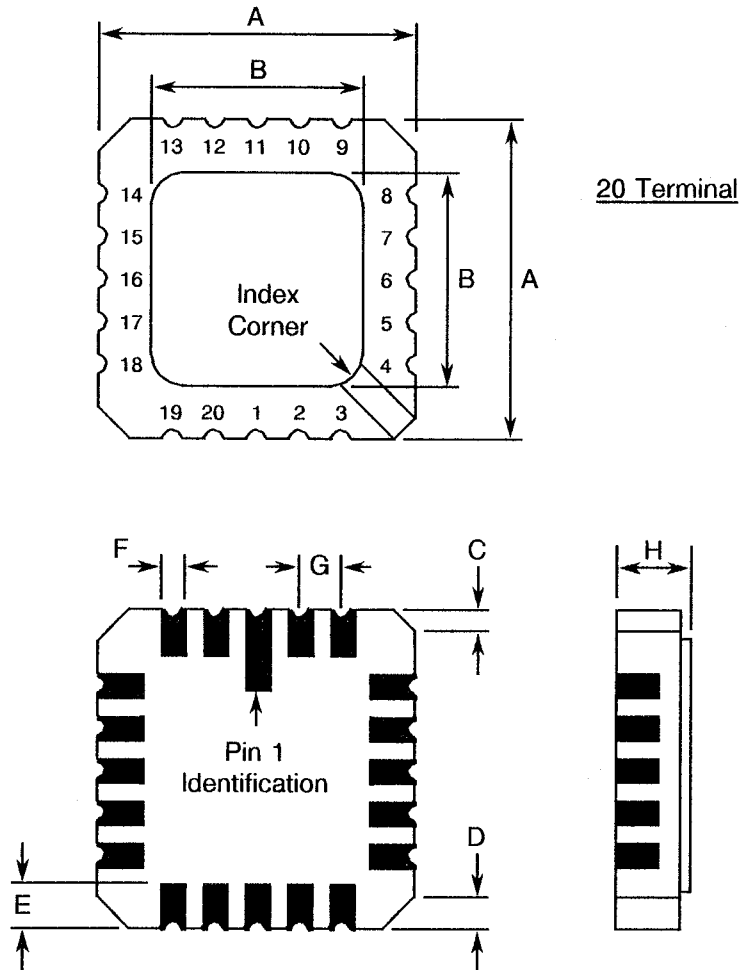 A
B
13 12 11 10 9
20 Terminal
14 8
15 7
16 6
B A
Index
Corner
17 5
18 4
19 20 1 2 3
F G C H
Pin 1
Identification
D
E